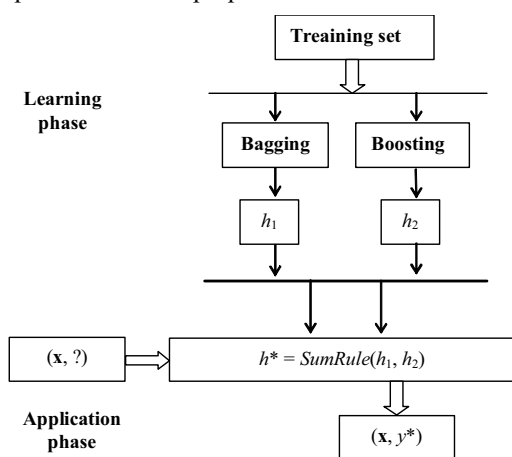 Treaining set
Learning
phase
Bagging
Boosting
h1
h2
(x, ?)
h* = SumRule(h1, h2)
Application
phase
(x, y*)